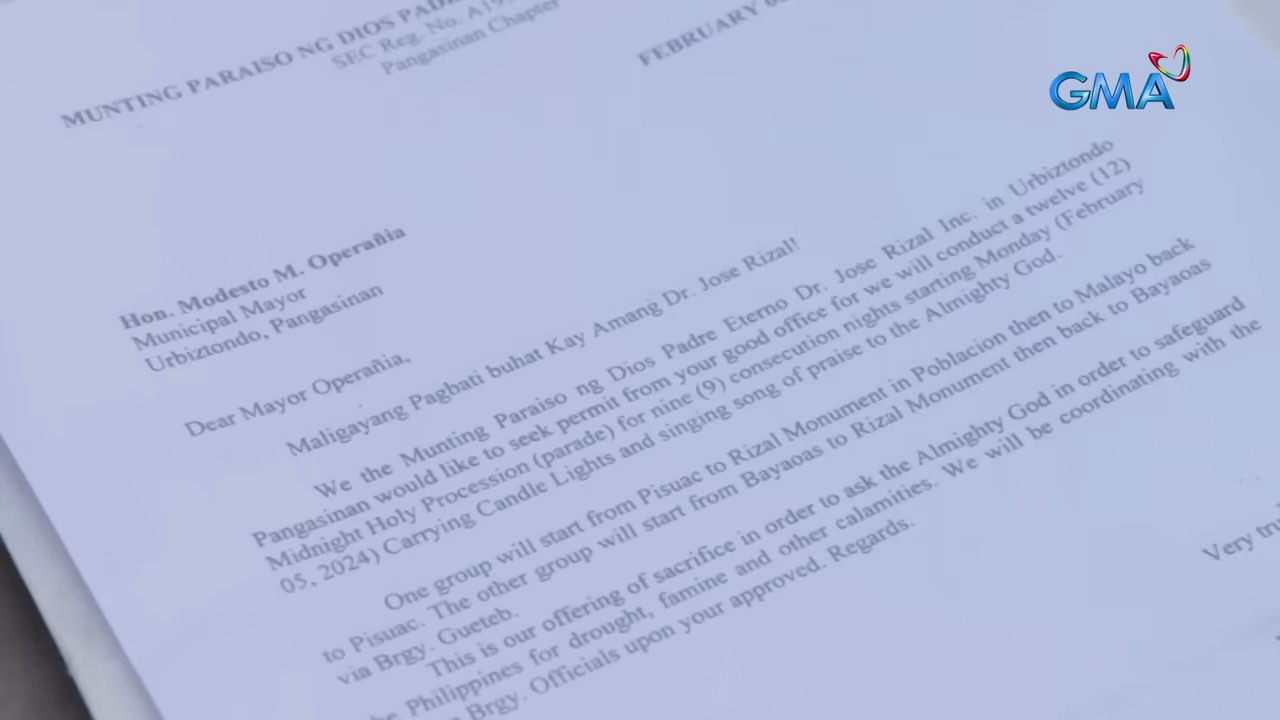 MUNTING PARAISO NG DIOS
SEC Reg. No.
Pangasinan Chapter
FEBRUARY
GMA
Hon. Modesto M. Operañia
Municipal Mayor
Urbiztondo, Pangasinan
Dear Mayor Operañia,
Maligayang Pagbati buhat Kay Amang Dr. Jose Rizal!
We the Munting Paraiso ng Dios Padre Eterno Dr. Jose Rizal Inc. in Urbiztondo
Pangasinan would like to seek permit from your good office for we will conduct a twelve (12)
Midnight Holy Procession (parade) for nine (9) consecution nights starting Monday (February
05, 2024) Carrying Candle Lights and singing song of praise to the Almighty God.
One group will start from Pisuac to Rizal Monument in Poblacion then to Malayo back
to Pisuac. The other group will start from Bayaoas to Rizal Monument then back to Bayaoas
via Brgy. Gueteb.
This is our offering of sacrifice in order to ask the Almighty God in order to safeguard
Philippines for drought, famine and other calamities. We will be coordinating with the
Brgy. Officials upon your approved. Regards.
Very